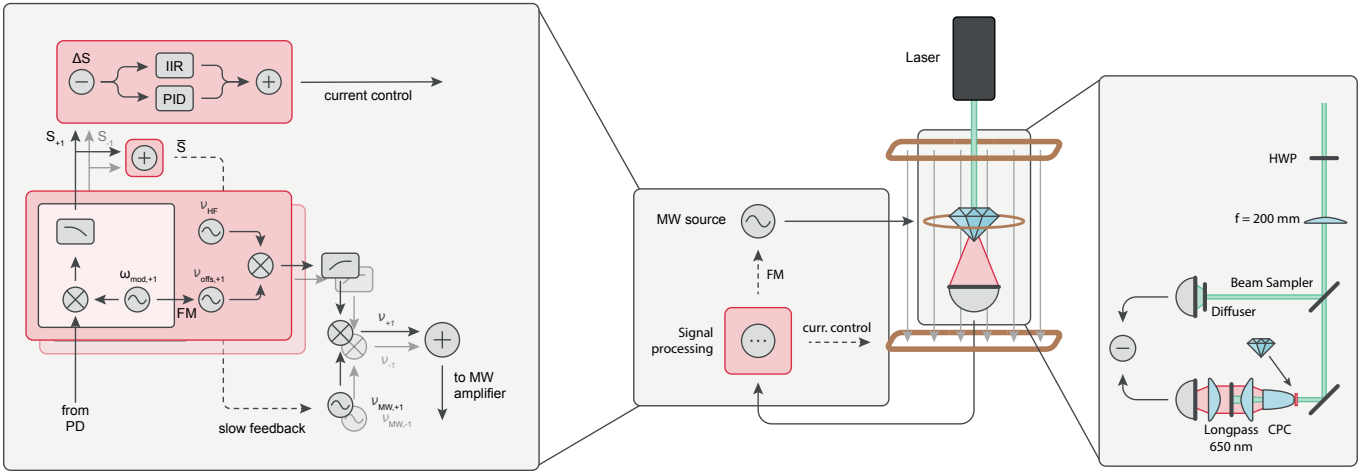 ΔS
IIR
PID
current control
S+1
S-1
S̅
νHF
ωmod,+1
νoffs,+1
FM
from
PD
ν+1
ν-1
to MW
amplifier
νMW,+1
νMW,-1
slow feedback
MW source
FM
Signal
processing
...
curr. control
Laser
HWP
f = 200 mm
Beam Sampler
Diffuser
Longpass
650 nm
CPC